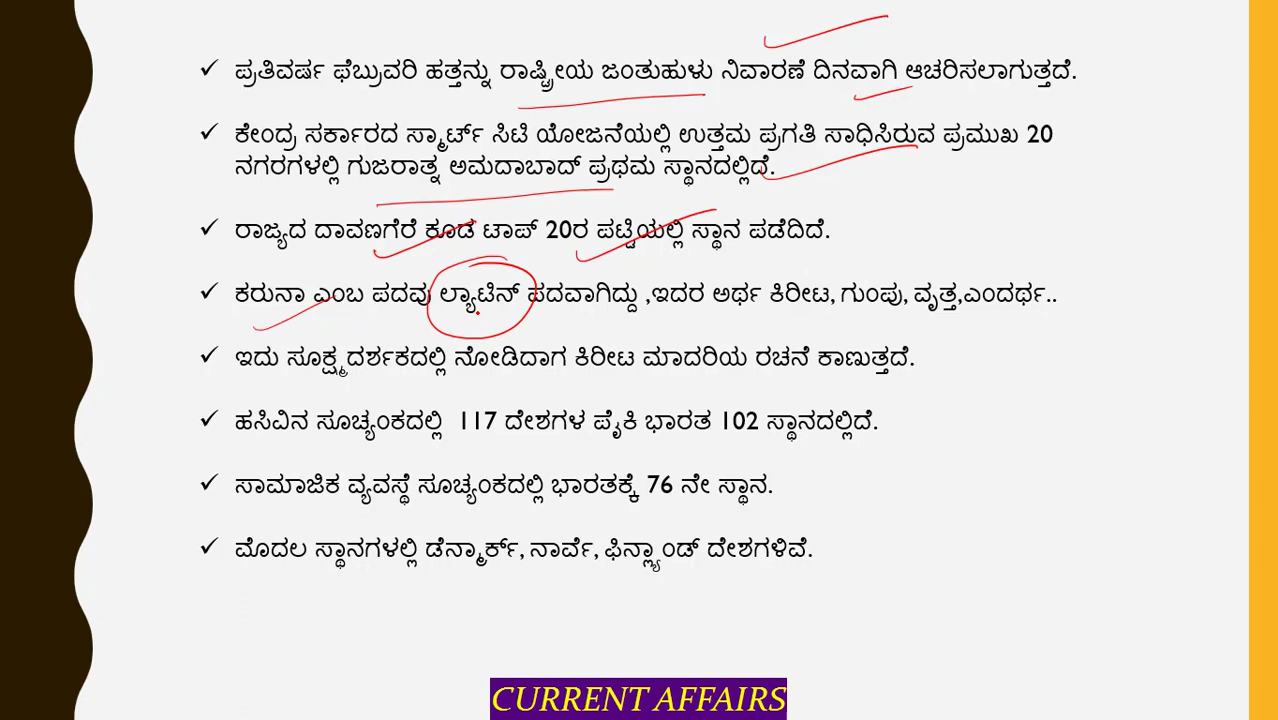 ಪ್ರತಿವರ್ಷ ಫೆಬ್ರುವರಿ ಹತ್ತನ್ನು ರಾಷ್ಟ್ರೀಯ ಜಂತುಹುಳು ನಿವಾರಣೆ ದಿನವಾಗಿ ಆಚರಿಸಲಾಗುತ್ತದೆ.
ಕೇಂದ್ರ ಸರ್ಕಾರದ ಸ್ಮಾರ್ಟ್ ಸಿಟಿ ಯೋಜನೆಯಲ್ಲಿ ಉತ್ತಮ ಪ್ರಗತಿ ಸಾಧಿಸಿರುವ ಪ್ರಮುಖ 20
ನಗರಗಳಲ್ಲಿ ಗುಜರಾತ್ನ ಅಮದಾಬಾದ್ ಪ್ರಥಮ ಸ್ಥಾನದಲ್ಲಿದೆ.
ರಾಜ್ಯದ ದಾವಣಗೆರೆ ಕೂಡ ಟಾಪ್ 20ರ ಪಟ್ಟಿಯಲ್ಲಿ ಸ್ಥಾನ ಪಡೆದಿದೆ.
ಕರುನಾ ಎಂಬ ಪದವು ಲ್ಯಾಟಿನ್ ಪದವಾಗಿದ್ದು ,ಇದರ ಅರ್ಥ ಕಿರೀಟ, ಗುಂಪು, ವೃತ್ತ,ಎಂದರ್ಥ..
ಇದು ಸೂಕ್ಷ್ಮದರ್ಶಕದಲ್ಲಿ ನೋಡಿದಾಗ ಕಿರೀಟ ಮಾದರಿಯ ರಚನೆ ಕಾಣುತ್ತದೆ.
ಹಸಿವಿನ ಸೂಚ್ಯಂಕದಲ್ಲಿ 117 ದೇಶಗಳ ಪೈಕಿ ಭಾರತ 102 ಸ್ಥಾನದಲ್ಲಿದೆ.
ಸಾಮಾಜಿಕ ವ್ಯವಸ್ಥೆ ಸೂಚ್ಯಂಕದಲ್ಲಿ ಭಾರತಕ್ಕೆ 76 ನೇ ಸ್ಥಾನ.
ಮೊದಲ ಸ್ಥಾನಗಳಲ್ಲಿ ಡೆನ್ಮಾರ್ಕ್, ನಾರ್ವೆ, ಫಿನ್ಲ್ಯಾಂಡ್ ದೇಶಗಳಿವೆ.
CURRENT AFFAIRS